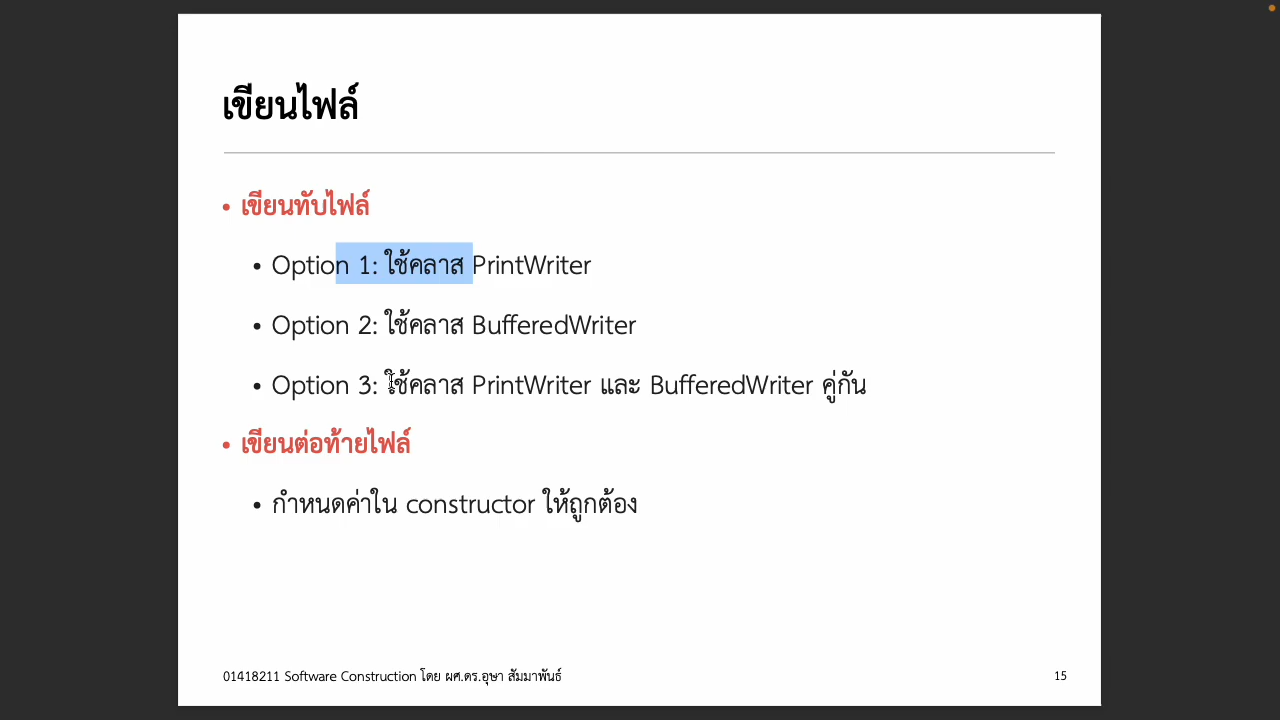 เขียนไฟล์
• เขียนทับไฟล์
• Option 1: ใช้คลาส PrintWriter
• Option 2: ใช้คลาส BufferedWriter
• Option 3: ใช้คลาส PrintWriter และ BufferedWriter คู่กัน
• เขียนต่อท้ายไฟล์
• กำหนดค่าใน constructor ให้ถูกต้อง
01418211 Software Construction โดย ผศ.ดร.อุษา สัมมาพันธ์
15